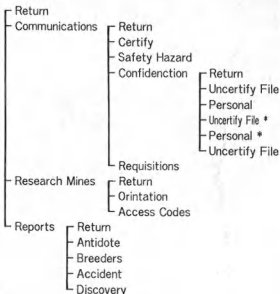 Return
Communications
Return
Certify
Safety Hazard
Confidenction
Return
Uncertify File
Personal
Uncertify File *
Personal *
Uncertify File
Requisitions
Research Mines
Return
Orintation
Access Codes
Reports
Return
Antidote
Breeders
Accident
Discovery